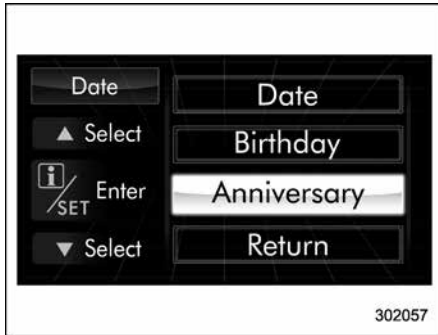 Date
▲ Select
i/SET Enter
▼ Select
Date
Birthday
Anniversary
Return
302057